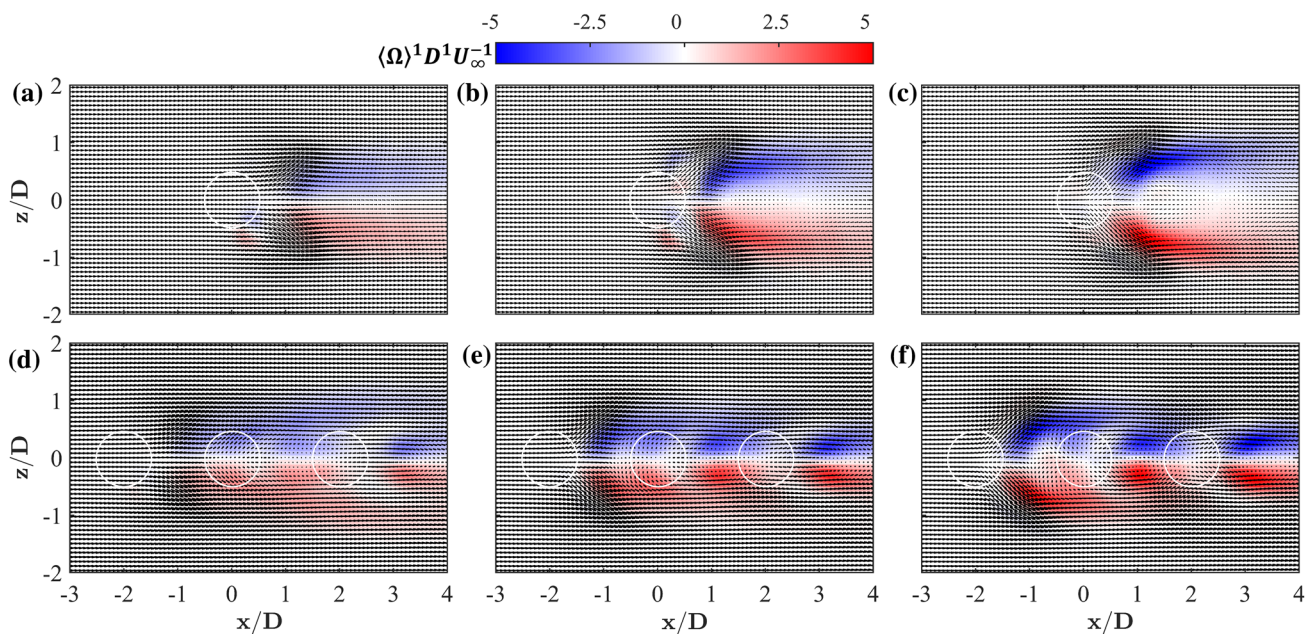 -5 -2.5 0 2.5 5
⟨Ω⟩¹D¹U∞⁻¹
(a) (b) (c)
2
1
z/D
0
-1
-2
(d) (e) (f)
2
1
z/D
0
-1
-2
-3 -2 -1 0 1 2 3 4 -3 -2 -1 0 1 2 3 4 -3 -2 -1 0 1 2 3 4
x/D x/D x/D